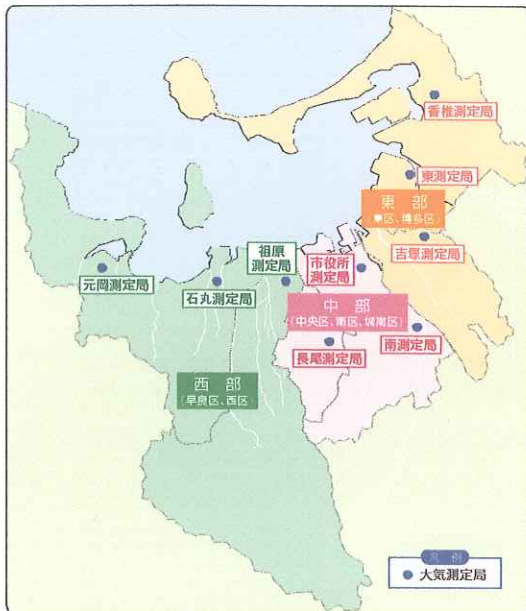 香椎測定局
東測定局
東部
(東区、博多区)
吉塚測定局
市役所
測定局
祖原
測定局
元岡測定局
石丸測定局
中部
(中央区、南区、城南区)
南測定局
長尾測定局
西部
(早良区、西区)
凡例
大気測定局